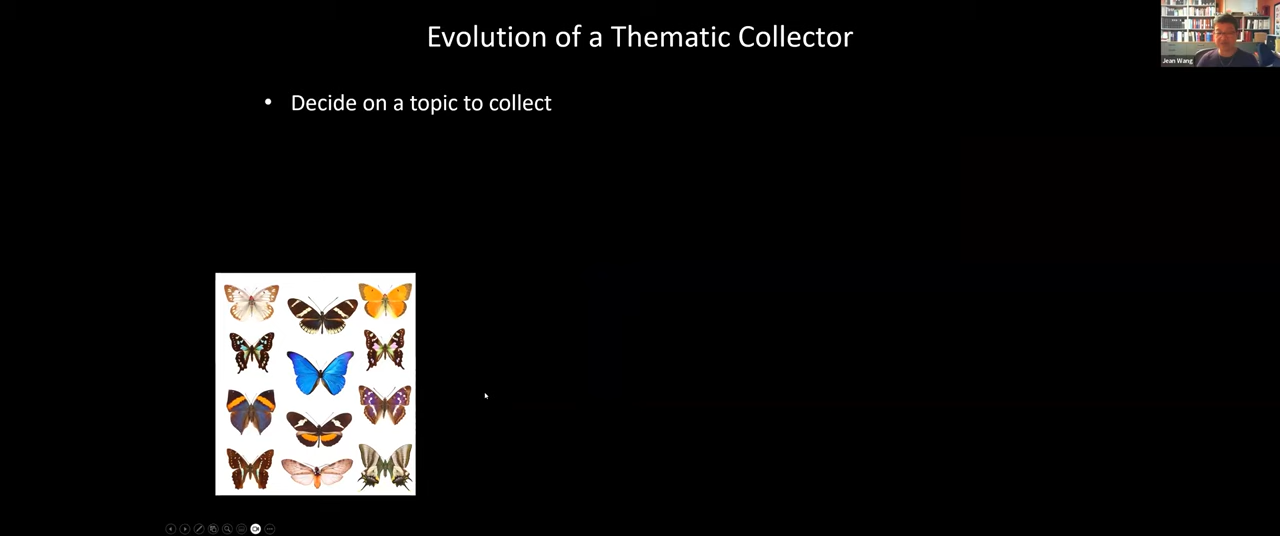 Evolution of a Thematic Collector
Jean Wang
• Decide on a topic to collect